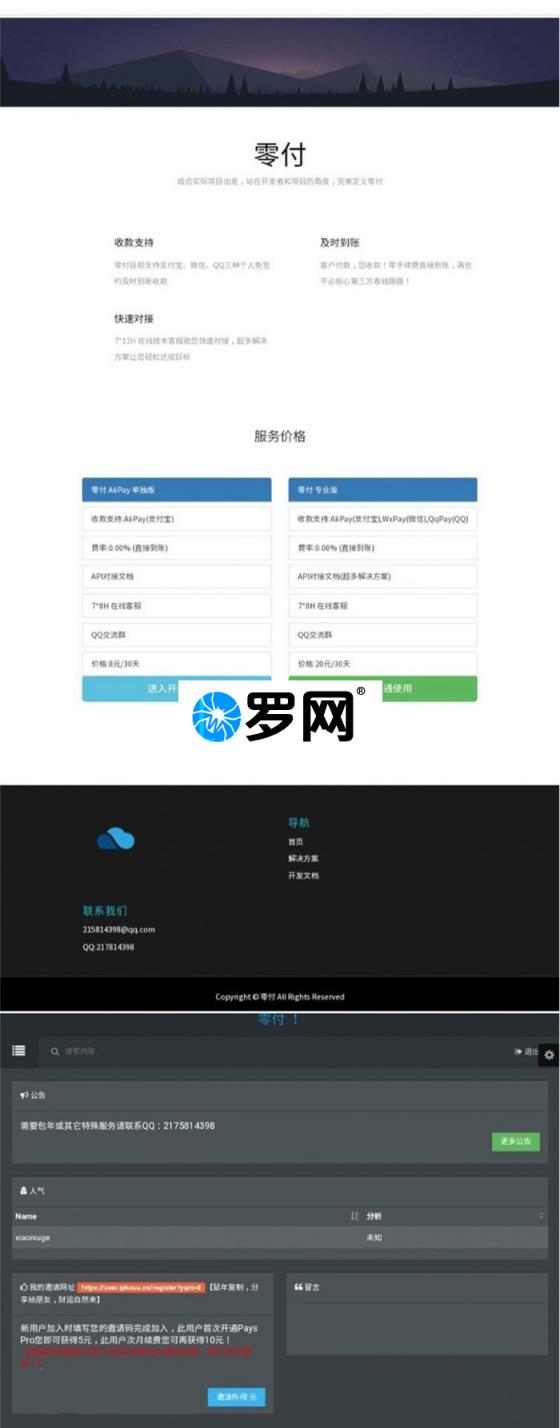 零付
结合实际项目出发，站在开发者和项目的角度，完美定义零付
收款支持
零付目前支持支付宝、微信、QQ三种个人免签
约及时到账收款
及时到账
客户付款，您收款！零手续费直接到账，再也
不必担心第三方卷钱跑路！
快速对接
7*12H 在线技术客服助您快速对接，超多解决
方案让您轻松达成目标
服务价格
零付 AliPay 单独版
收款支持:AliPay(支付宝)
费率:0.00% (直接到账)
API对接文档
7*8H 在线客服
QQ交流群
价格:8元/30天
进入开
零付 专业版
收款支持:AliPay(支付宝),WxPay(微信),QqPay(QQ)
费率:0.00% (直接到账)
API对接文档(超多解决方案)
7*8H 在线客服
QQ交流群
价格:20元/30天
通使用
罗网®
导航
首页
解决方案
开发文档
联系我们
215814398@qq.com
QQ:217814398
Copyright © 零付 All Rights Reserved
零付 ！
搜索内容
退出
公告
需要包年或其它特殊服务请联系QQ：2175814398
更多公告
人气
Name 分析
xiaoniuge 未知
我的邀请网址 【鼠年复制，分
享给朋友，财运自然来】
新用户加入时填写您的邀请码完成加入，此用户首次开通Pays
Pro您即可获得5元，此用户次月续费您可再获得10元！
邀请所得:元
留言